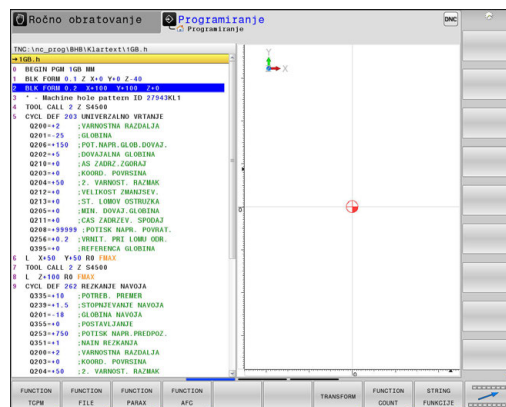 Ročno obratovanje
Programiranje
Programiranje
DNC
TNC:\nc_prog\BHB\Klartext\1GB.h
→1GB.h
0 BEGIN PGM 1GB MM
1 BLK FORM 0.1 Z X+0 Y+0 Z-40
2 BLK FORM 0.2 X+100 Y+100 Z+0
3 * - Machine hole pattern ID 27943KL1
4 TOOL CALL 2 Z S4500
5 CYCL DEF 203 UNIVERZALNO VRTANJE
Q200=+2 ;VARNOSTNA RAZDALJA
Q201=-25 ;GLOBINA
Q206=+150 ;POT.NAPR.GLOB.DOVAJ.
Q202=+5 ;DOVAJALNA GLOBINA
Q210=+0 ;AS ZADRZ.ZGORAJ
Q203=+0 ;KOORD. POVRSINA
Q204=+50 ;2. VARNOST. RAZMAK
Q212=+0 ;VELIKOST ZMANJSEV.
Q213=+0 ;ST. LOMOV OSTRUZKA
Q205=+0 ;MIN. DOVAJ.GLOBINA
Q211=+0 ;CAS ZADRZEV. SPODAJ
Q208=+99999 ;POTISK NAPR. POVRAT.
Q256=+0.2 ;VRNIT. PRI LOMU ODR.
Q395=+0 ;REFERENCA GLOBINA
6 L X+50 Y+50 R0 FMAX
7 TOOL CALL 2 Z S4500
8 L Z+100 R0 FMAX
9 CYCL DEF 262 REZKANJE NAVOJA
Q335=+10 ;POTREB. PREMER
Q239=+1.5 ;STOPNJEVANJE NAVOJA
Q201=-18 ;GLOBINA NAVOJA
Q355=+0 ;POSTAVLJANJE
Q253=+750 ;POTISK NAPR.PREDPOZ.
Q351=+1 ;NAIN REZKANJA
Q200=+2 ;VARNOSTNA RAZDALJA
Q203=+0 ;KOORD. POVRSINA
Q204=+50 ;2. VARNOST. RAZMAK
Y
X
0
0
FUNCTION TCPM
FUNCTION FILE
FUNCTION PARAX
FUNCTION AFC
TRANSFORM
FUNCTION COUNT
STRING FUNKCIJE